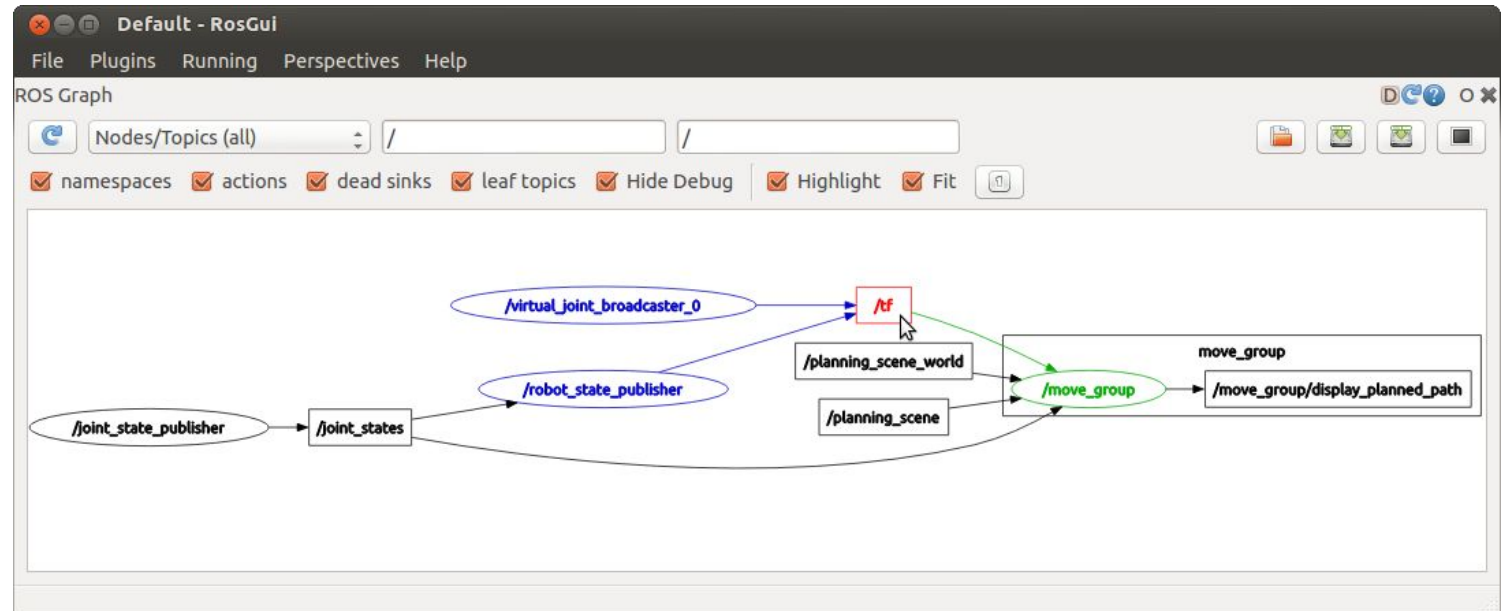 Default - RosGui
File Plugins Running Perspectives Help
ROS Graph
D ? O
Nodes/Topics (all) / /
namespaces actions dead sinks leaf topics Hide Debug Highlight Fit
/virtual_joint_broadcaster_0 /tf
/planning_scene_world
move_group
/robot_state_publisher
/move_group
/move_group/display_planned_path
/planning_scene
/joint_state_publisher
/joint_states